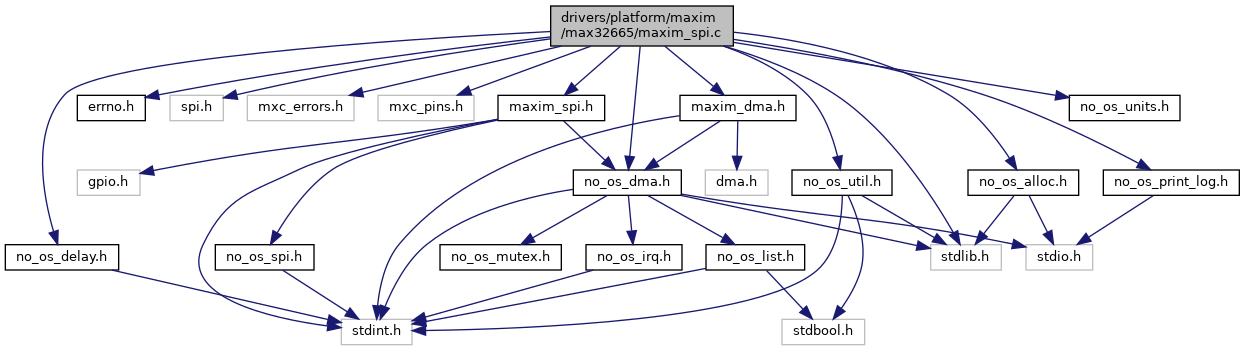 drivers/platform/maxim
/max32665/maxim_spi.c
errno.h
spi.h
mxc_errors.h
mxc_pins.h
maxim_spi.h
maxim_dma.h
no_os_units.h
gpio.h
no_os_dma.h
dma.h
no_os_util.h
no_os_alloc.h
no_os_print_log.h
no_os_delay.h
no_os_spi.h
no_os_mutex.h
no_os_irq.h
no_os_list.h
stdlib.h
stdio.h
stdint.h
stdbool.h